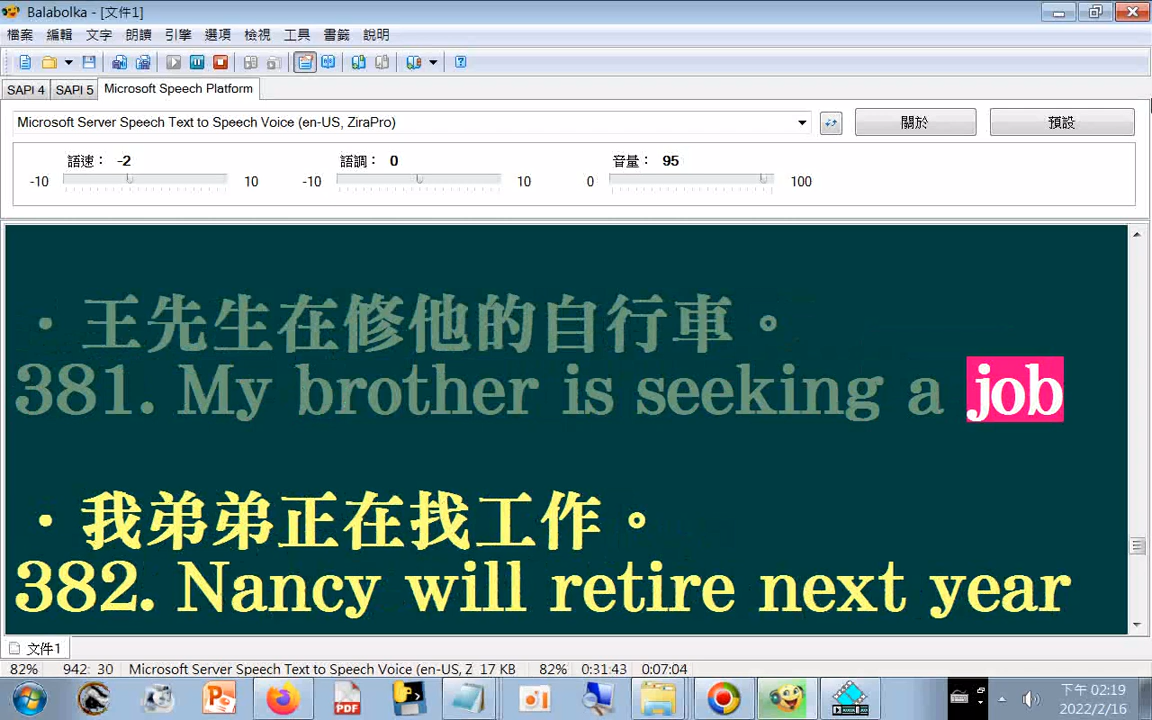 Balabolka - [文件1]
檔案 編輯 文字 朗讀 引擎 選項 檢視 工具 書籤 說明
SAPI 4 SAPI 5 Microsoft Speech Platform
Microsoft Server Speech Text to Speech Voice (en-US, ZiraPro) 關於 預設
語速： -2 語調： 0 音量： 95
-10 10 -10 10 0 100
．王先生在修他的自行車。
381. My brother is seeking a job
．我弟弟正在找工作。
382. Nancy will retire next year
文件1
82% 942: 30 Microsoft Server Speech Text to Speech Voice (en-US, Z 17 KB 82% 0:31:43 0:07:04
下午 02:19
2022/2/16